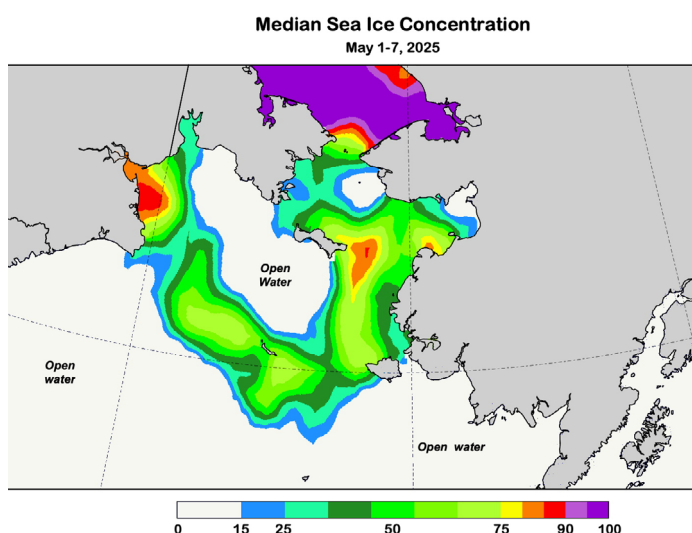 Median Sea Ice Concentration
May 1-7, 2025
Open
Water
Open
water
Open water
0 15 25 50 75 90 100